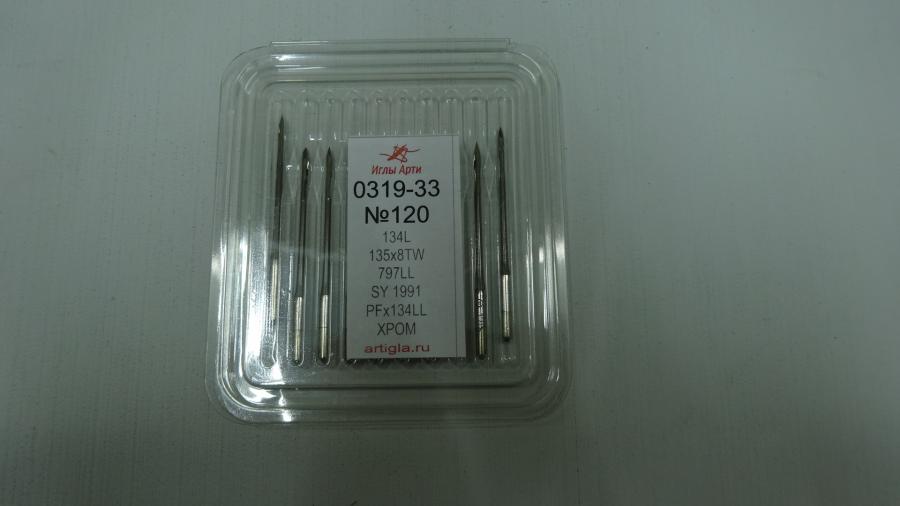 Иглы Арти
0319-33
№120
134L
135x8TW
797LL
SY 1991
PFx134LL
ХРОМ
artigla.ru